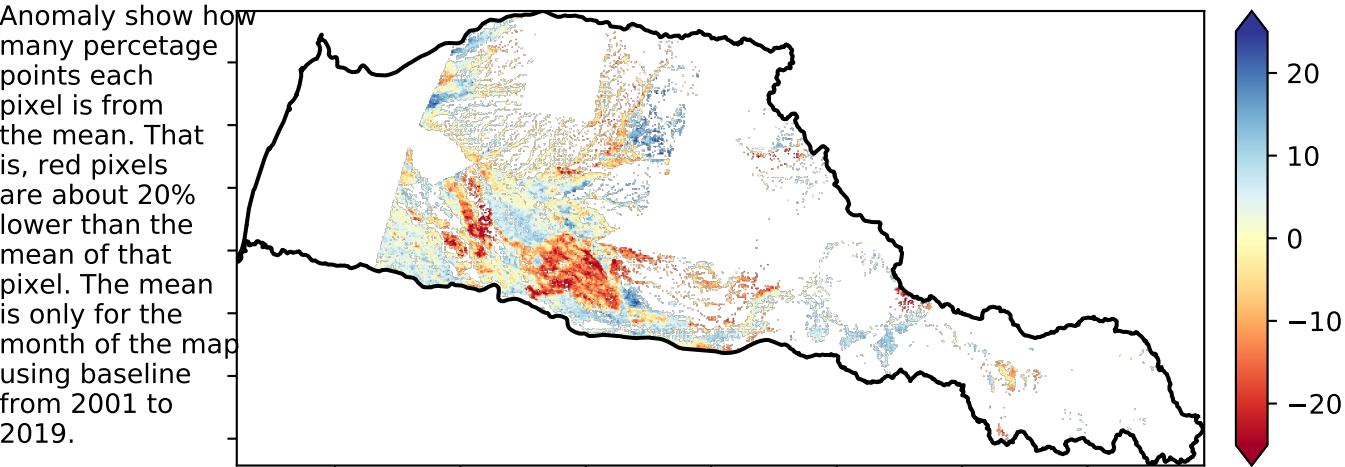 Anomaly show how
many percetage
points each
pixel is from
the mean. That
is, red pixels
are about 20%
lower than the
mean of that
pixel. The mean
is only for the
month of the map
using baseline
from 2001 to
2019.
20
10
0
−10
−20